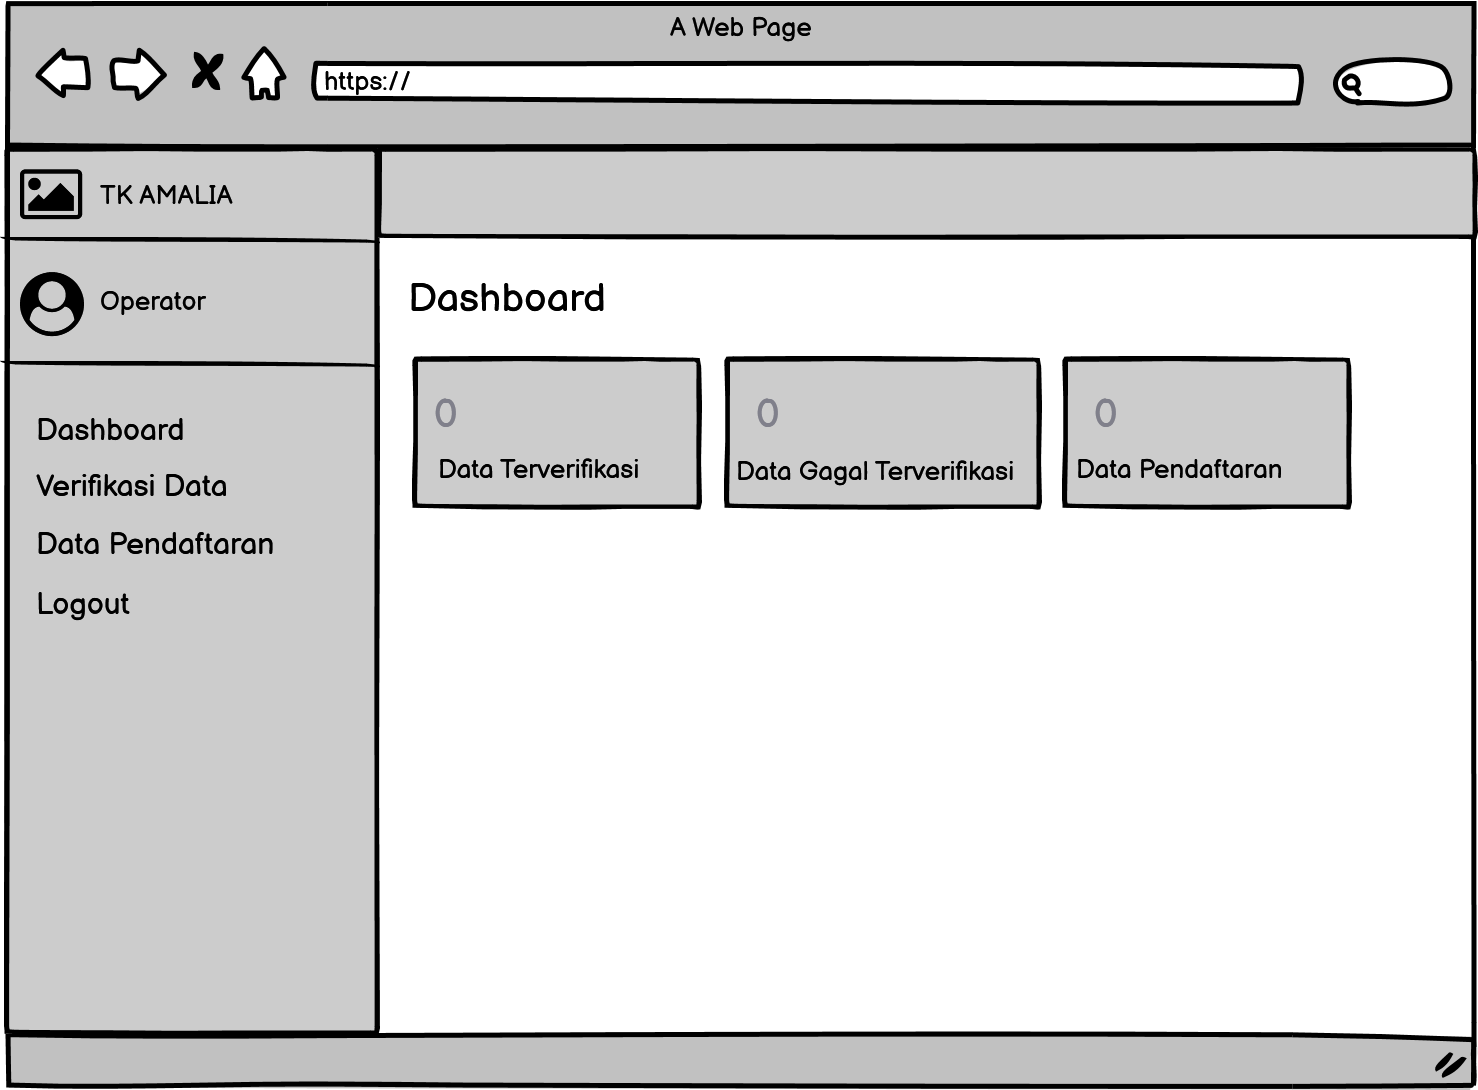 A Web Page
https://
TK AMALIA
Operator
Dashboard
Verifikasi Data
Data Pendaftaran
Logout
Dashboard
0
Data Terverifikasi
0
Data Gagal Terverifikasi
0
Data Pendaftaran